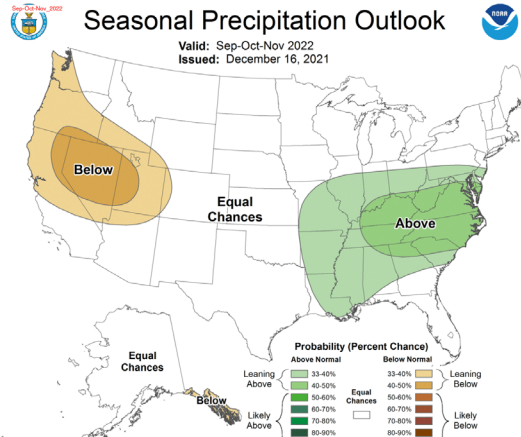 Sep-Oct-Nov_2022
Seasonal Precipitation Outlook
NOAA
Valid: Sep-Oct-Nov 2022
Issued: December 16, 2021
Below
Equal
Chances
Above
Equal
Chances
Below
Probability (Percent Chance)
Above Normal
Below Normal
Leaning
Above
33-40%
40-50%
Likely
Above
50-60%
60-70%
70-80%
80-90%
Equal
Chances
33-40%
40-50%
Leaning
Below
50-60%
60-70%
70-80%
80-90%
Likely
Below